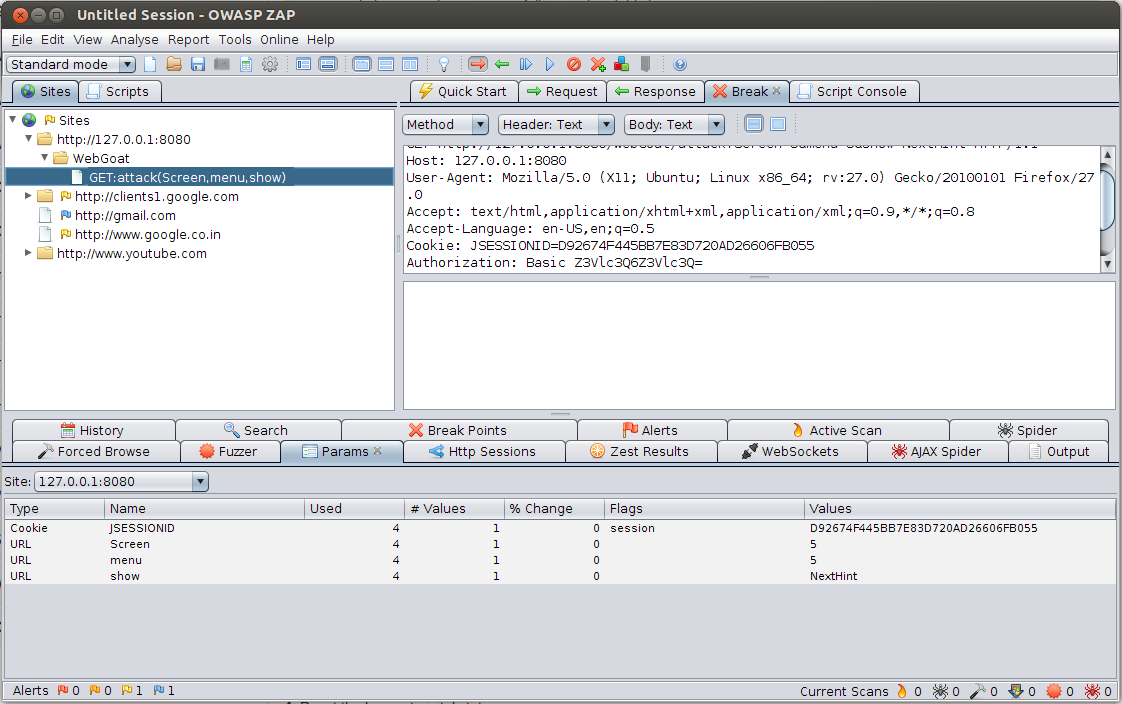 Untitled Session - OWASP ZAP
File Edit View Analyse Report Tools Online Help
Standard mode
Sites Scripts
Quick Start Request Response Break Script Console
Sites
http://127.0.0.1:8080
WebGoat
GET:attack(Screen,menu,show)
http://clients1.google.com
http://gmail.com
http://www.google.co.in
http://www.youtube.com
Method Header: Text Body: Text
Host: 127.0.0.1:8080
User-Agent: Mozilla/5.0 (X11; Ubuntu; Linux x86_64; rv:27.0) Gecko/20100101 Firefox/27
.0
Accept: text/html,application/xhtml+xml,application/xml;q=0.9,*/*;q=0.8
Accept-Language: en-US,en;q=0.5
Cookie: JSESSIONID=D92674F445BB7E83D720AD26606FB055
Authorization: Basic Z3Vlc3Q6Z3Vlc3Q=
History Search Break Points Alerts Active Scan Spider
Forced Browse Fuzzer Params Http Sessions Zest Results WebSockets AJAX Spider Output
Site: 127.0.0.1:8080
Type Name Used # Values % Change Flags Values
Cookie JSESSIONID 4 1 0 session D92674F445BB7E83D720AD26606FB055
URL Screen 4 1 0 5
URL menu 4 1 0 5
URL show 4 1 0 NextHint
Alerts 0 0 1 1 Current Scans 0 0 0 0 0 0